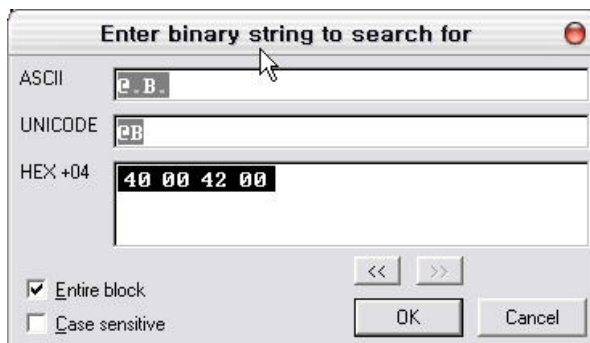 Enter binary string to search for
ASCII @.B.
UNICODE @B
HEX +04 40 00 42 00
<< >>
Entire block
Case sensitive
OK Cancel